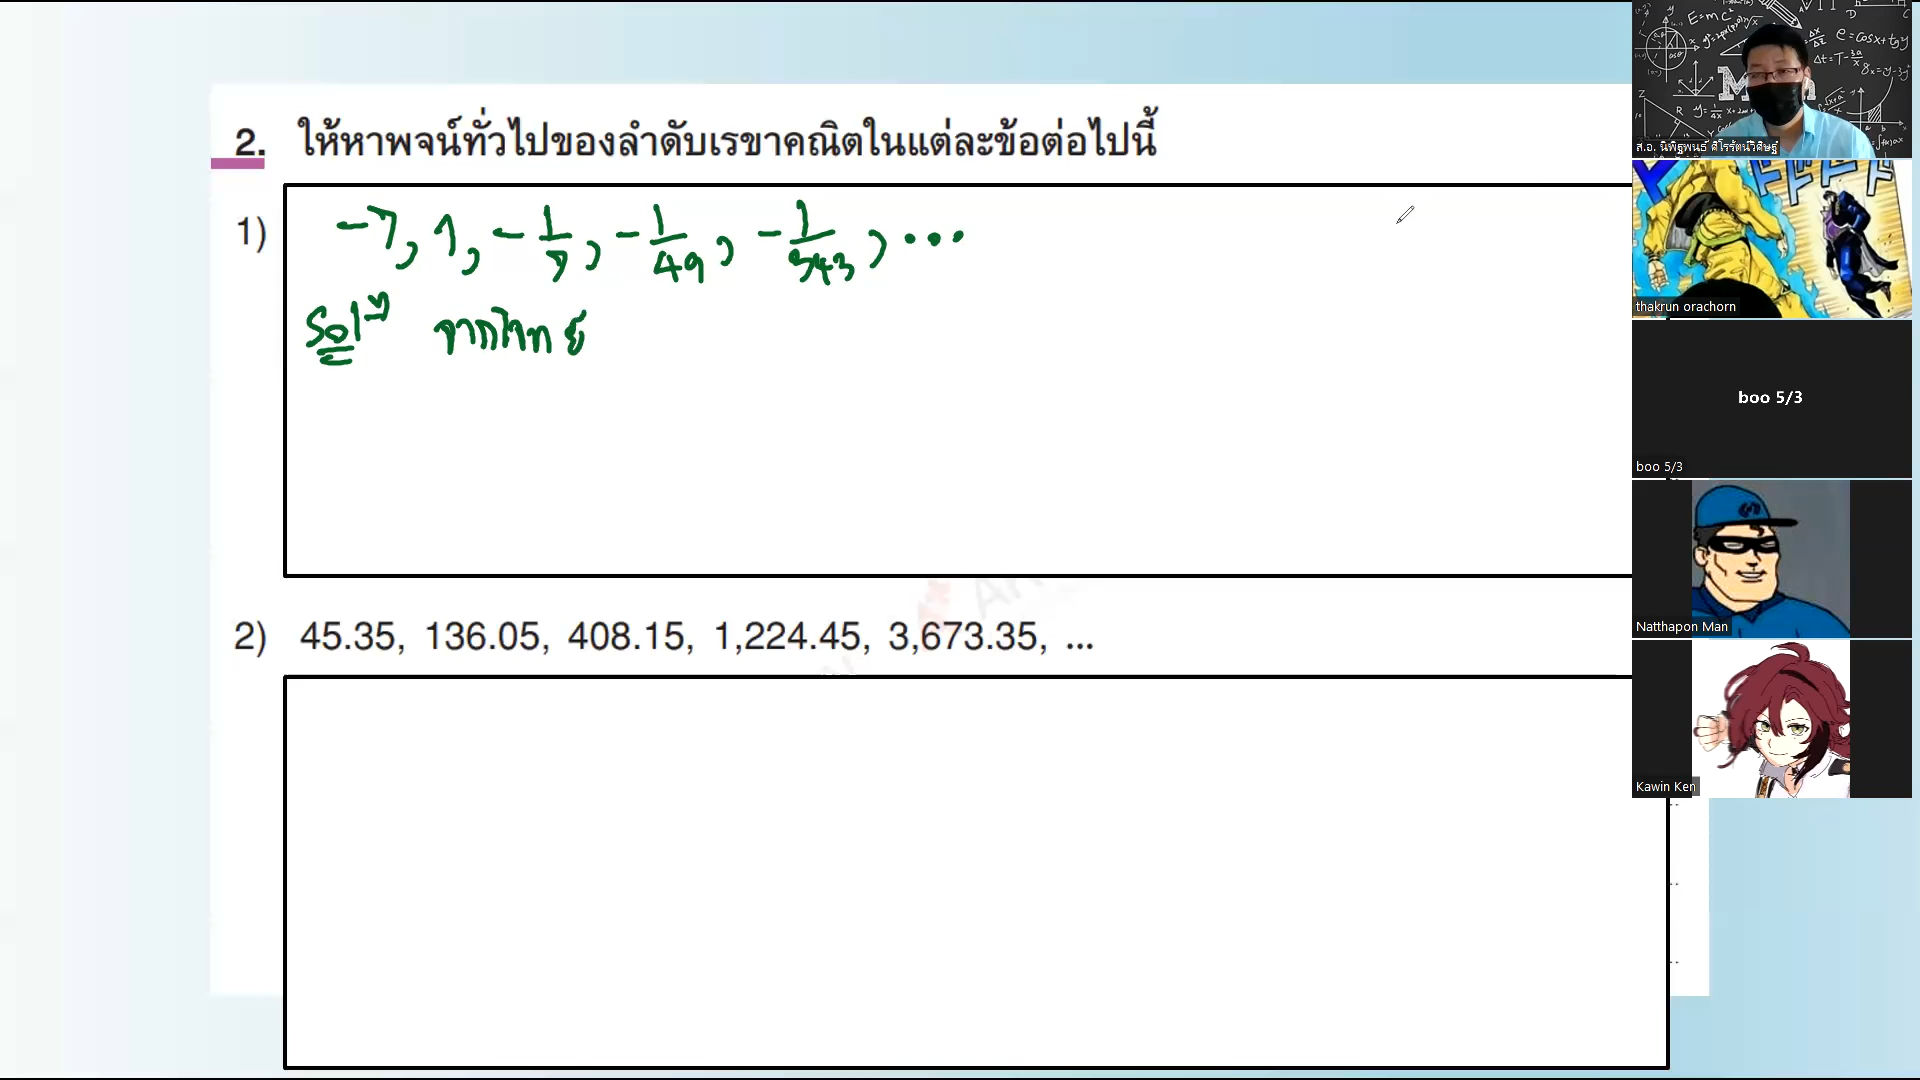 2. ให้หาพจน์ทั่วไปของลำดับเรขาคณิตในแต่ละข้อต่อไปนี้
1) -7, 1, -1/7, -1/49, -1/343, ...
Solⁿ จากโจทย์
2) 45.35, 136.05, 408.15, 1,224.45, 3,673.35, ...
E=mc²
ส.อ. นิพิฐพนธ์ ศิโรรัตน์วิศิษฐ์
thakrun orachorn
boo 5/3
boo 5/3
Natthapon Man
Kawin Ken